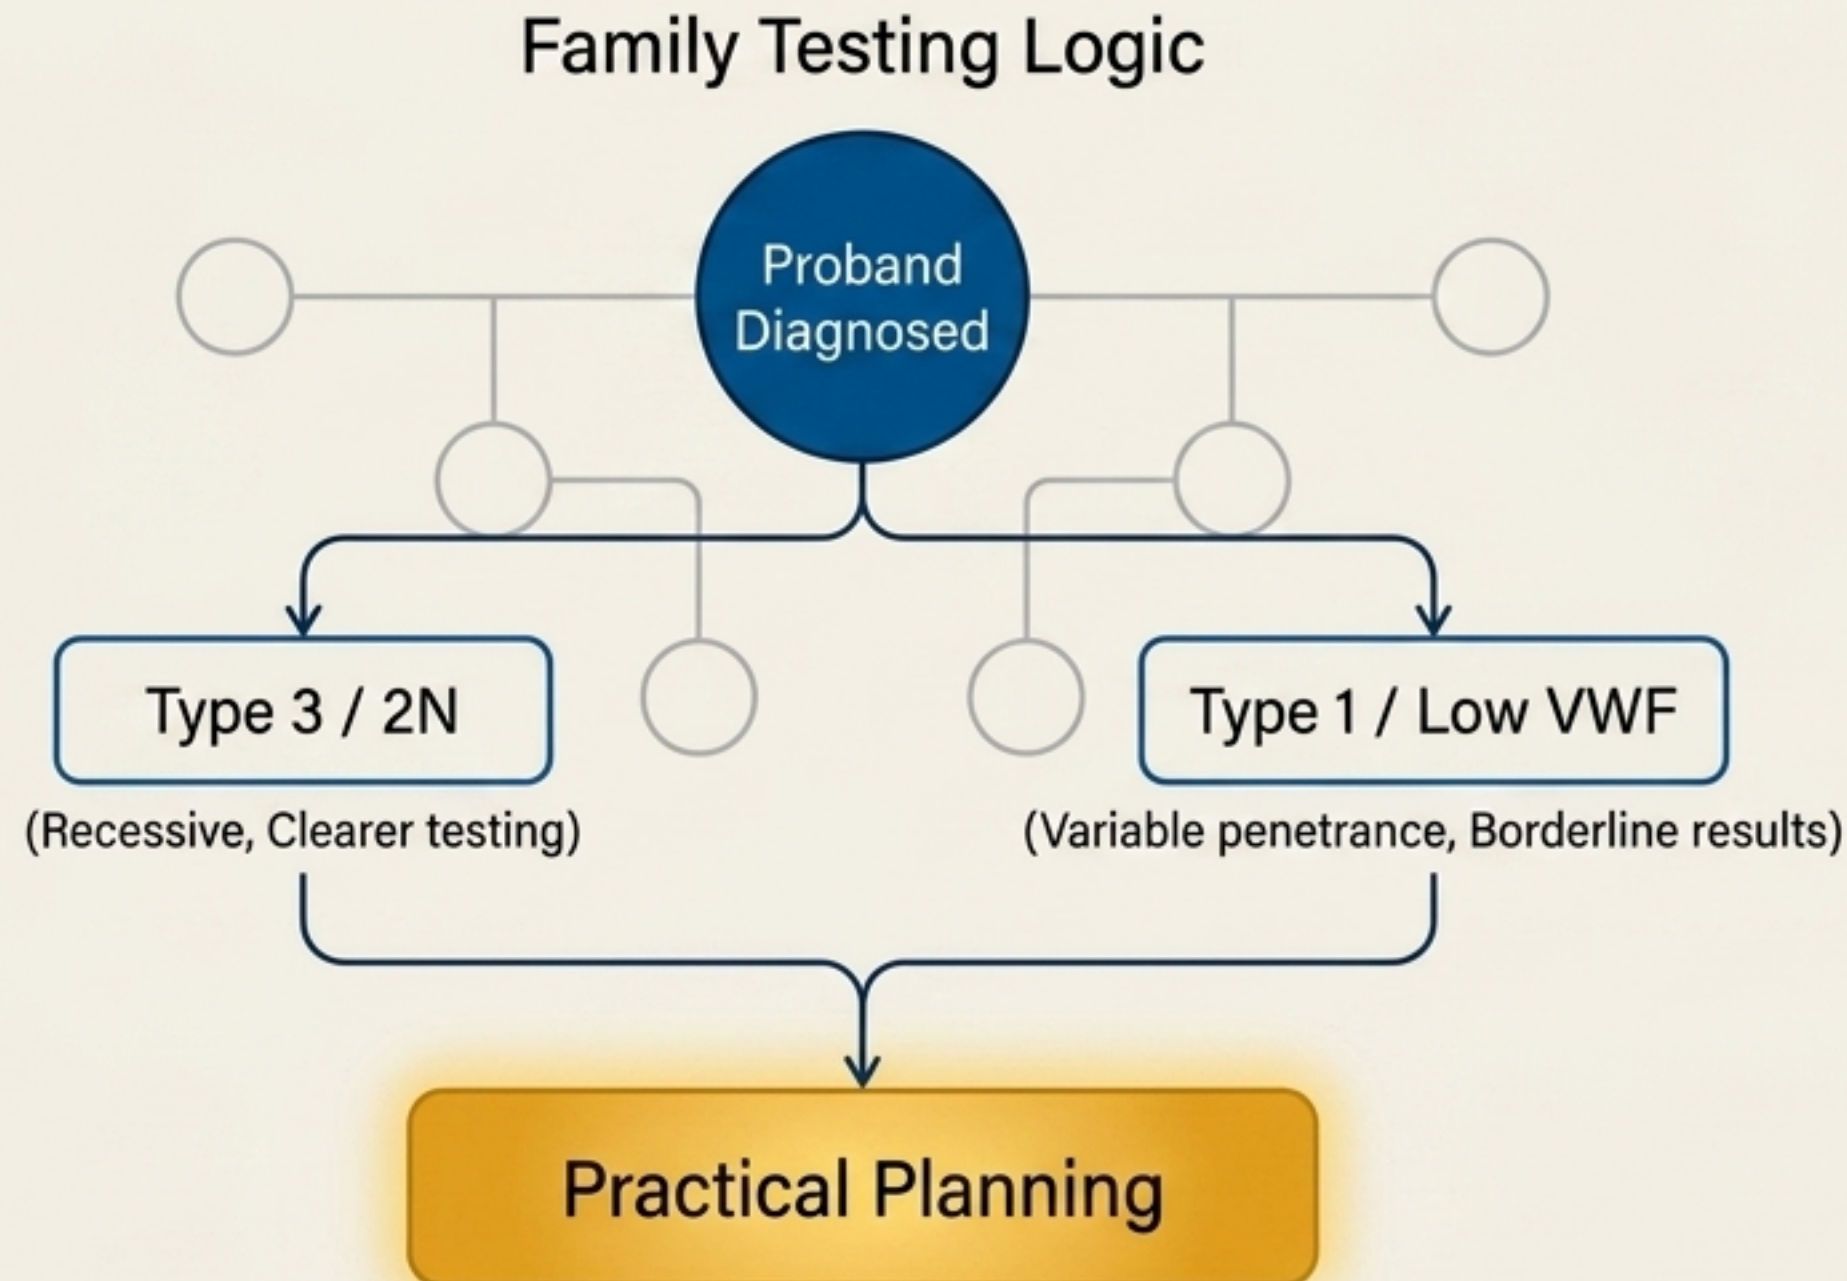 Family Testing Logic
Proband
Diagnosed
Type 3 / 2N
Type 1 / Low VWF
(Recessive, Clearer testing)
(Variable penetrance, Borderline results)
Practical Planning